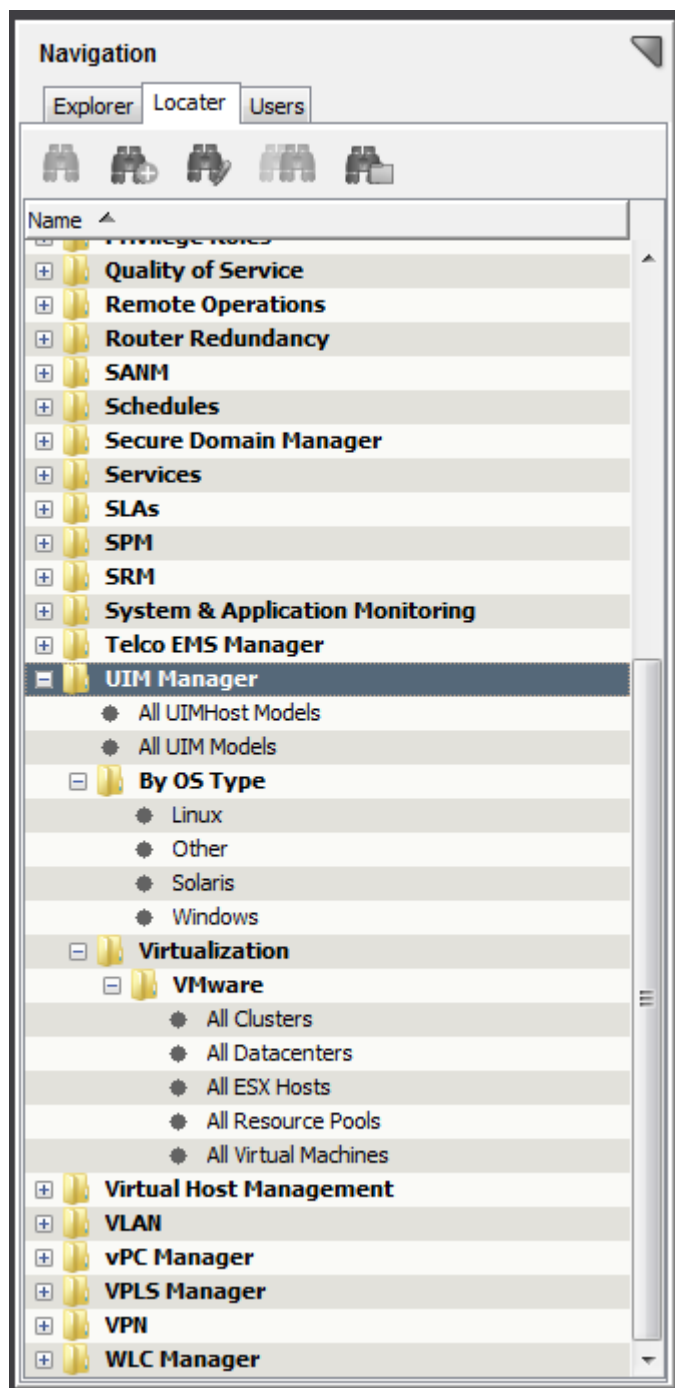 Navigation
Explorer Locater Users
Name
Privilege Roles
Quality of Service
Remote Operations
Router Redundancy
SANM
Schedules
Secure Domain Manager
Services
SLAs
SPM
SRM
System & Application Monitoring
Telco EMS Manager
UIM Manager
All UIMHost Models
All UIM Models
By OS Type
Linux
Other
Solaris
Windows
Virtualization
VMware
All Clusters
All Datacenters
All ESX Hosts
All Resource Pools
All Virtual Machines
Virtual Host Management
VLAN
vPC Manager
VPLS Manager
VPN
WLC Manager